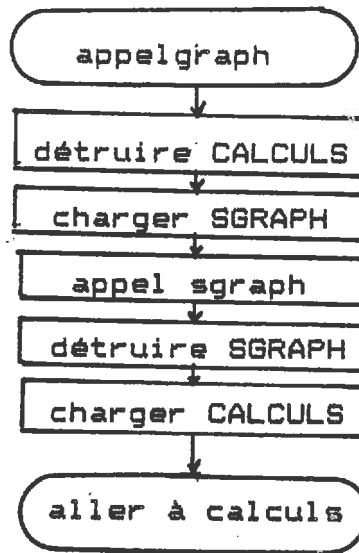 appelgraph
détruire CALCULS
charger SGRAPH
appel sgraph
détruire SGRAPH
charger CALCULS
aller à calculs